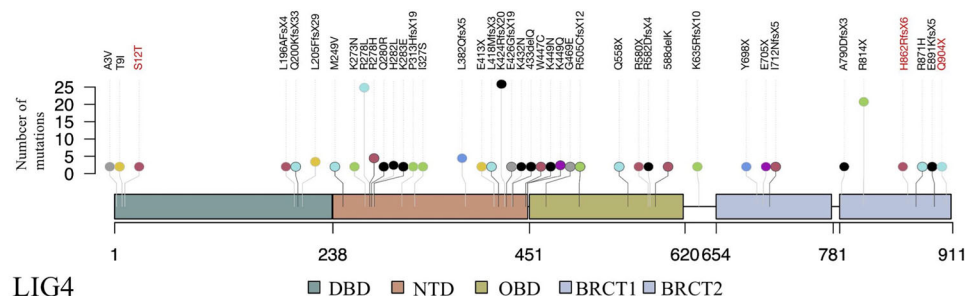 A3V
T9I
S12T
L196AFsX4
Q200KfsX33
L205FfsX29
M249V
K273N
R278L
R278H
Q280R
H282L
K283E
P313HfsX19
I327S
L382QfsX5
E413X
L418MfsX3
K424RfsX20
E426GfsX19
K432N
433delQ
W447C
K449N
K449Q
G469E
R505CfsX12
Q558X
R580X
R582DfsX4
588delK
K635RfsX10
Y698X
E705X
I712NfsX5
A790DfsX3
R814X
H862RfsX6
R871H
E891KfsX5
Q904X
Numbcer of
mutations
25
20
15
10
5
0
1 238 451 620 654 781 911
LIG4 DBD NTD OBD BRCT1 BRCT2